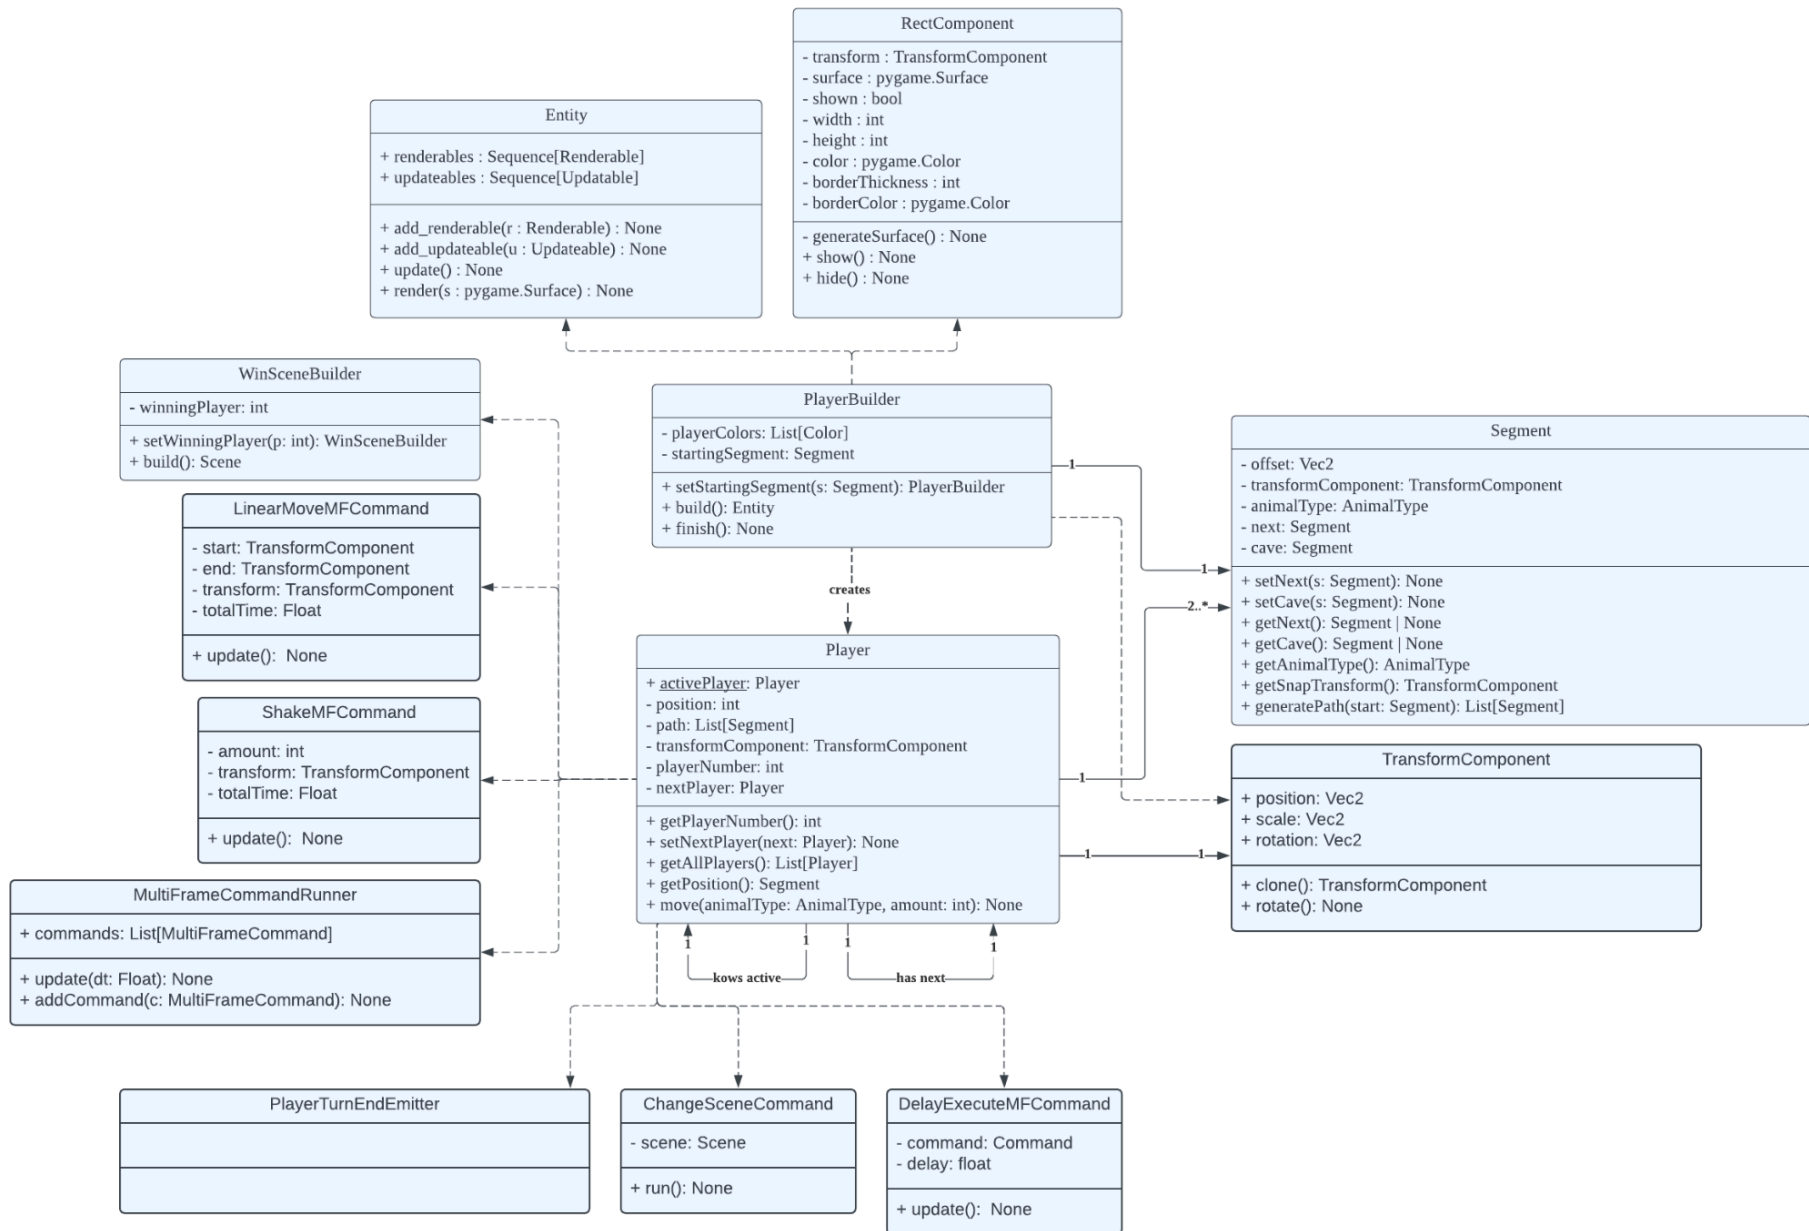 RectComponent
- transform : TransformComponent
- surface : pygame.Surface
- shown : bool
- width : int
- height : int
- color : pygame.Color
- borderThickness : int
- borderColor : pygame.Color
- generateSurface() : None
+ show() : None
+ hide() : None
Entity
+ renderables : Sequence[Renderable]
+ updateables : Sequence[Updatable]
+ add_renderable(r : Renderable) : None
+ add_updateable(u : Updateable) : None
+ update() : None
+ render(s : pygame.Surface) : None
WinSceneBuilder
- winningPlayer: int
+ setWinningPlayer(p: int): WinSceneBuilder
+ build(): Scene
PlayerBuilder
- playerColors: List[Color]
- startingSegment: Segment
+ setStartingSegment(s: Segment): PlayerBuilder
+ build(): Entity
+ finish(): None
1
1
Segment
- offset: Vec2
- transformComponent: TransformComponent
- animalType: AnimalType
- next: Segment
- cave: Segment
+ setNext(s: Segment): None
+ setCave(s: Segment): None
+ getNext(): Segment | None
+ getCave(): Segment | None
+ getAnimalType(): AnimalType
+ getSnapTransform(): TransformComponent
+ generatePath(start: Segment): List[Segment]
LinearMoveMFCommand
- start: TransformComponent
- end: TransformComponent
- transform: TransformComponent
- totalTime: Float
+ update():  None
creates
2..*
Player
+ activePlayer: Player
- position: int
- path: List[Segment]
- transformComponent: TransformComponent
- playerNumber: int
- nextPlayer: Player
+ getPlayerNumber(): int
+ setNextPlayer(next: Player): None
+ getAllPlayers(): List[Player]
+ getPosition(): Segment
+ move(animalType: AnimalType, amount: int): None
1
1
1
ShakeMFCommand
- amount: int
- transform: TransformComponent
- totalTime: Float
+ update():  None
TransformComponent
+ position: Vec2
+ scale: Vec2
+ rotation: Vec2
+ clone(): TransformComponent
+ rotate(): None
MultiFrameCommandRunner
+ commands: List[MultiFrameCommand]
+ update(dt: Float): None
+ addCommand(c: MultiFrameCommand): None
1
1
1
1
kows active
has next
PlayerTurnEndEmitter
ChangeSceneCommand
- scene: Scene
+ run(): None
DelayExecuteMFCommand
- command: Command
- delay: float
+ update():  None